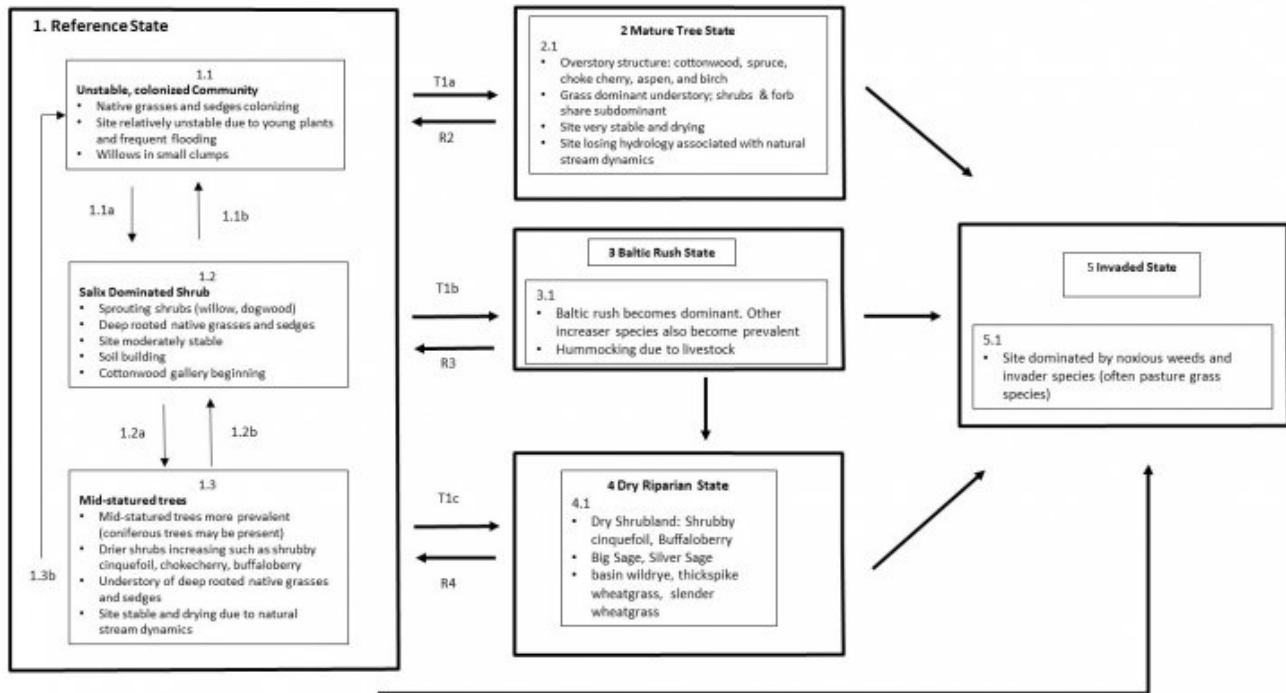 1. Reference State
1.1
Unstable, colonized Community
• Native grasses and sedges colonizing
• Site relatively unstable due to young plants
and frequent flooding
• Willows in small clumps
1.1a
1.1b
1.2
Salix Dominated Shrub
• Sprouting shrubs (willow, dogwood)
• Deep rooted native grasses and sedges
• Site moderately stable
• Soil building
• Cottonwood gallery beginning
1.2a
1.2b
1.3
Mid-statured trees
• Mid-statured trees more prevalent
(coniferous trees may be present)
• Drier shrubs increasing such as shrubby
cinquefoil, chokecherry, buffaloberry
• Understory of deep rooted native grasses
and sedges
• Site stable and drying due to natural
stream dynamics
1.3b
T1a
R2
T1b
R3
T1c
R4
2 Mature Tree State
2.1
• Overstory structure: cottonwood, spruce,
choke cherry, aspen, and birch
• Grass dominant understory; shrubs & forb
share subdominant
• Site very stable and drying
• Site losing hydrology associated with natural
stream dynamics
3 Baltic Rush State
3.1
• Baltic rush becomes dominant. Other
increaser species also become prevalent
• Hummocking due to livestock
4 Dry Riparian State
4.1
• Dry Shrubland: Shrubby
cinquefoil, Buffaloberry
• Big Sage, Silver Sage
• basin wildrye, thickspike
wheatgrass, slender
wheatgrass
5 Invaded State
5.1
• Site dominated by noxious weeds and
invader species (often pasture grass
species)